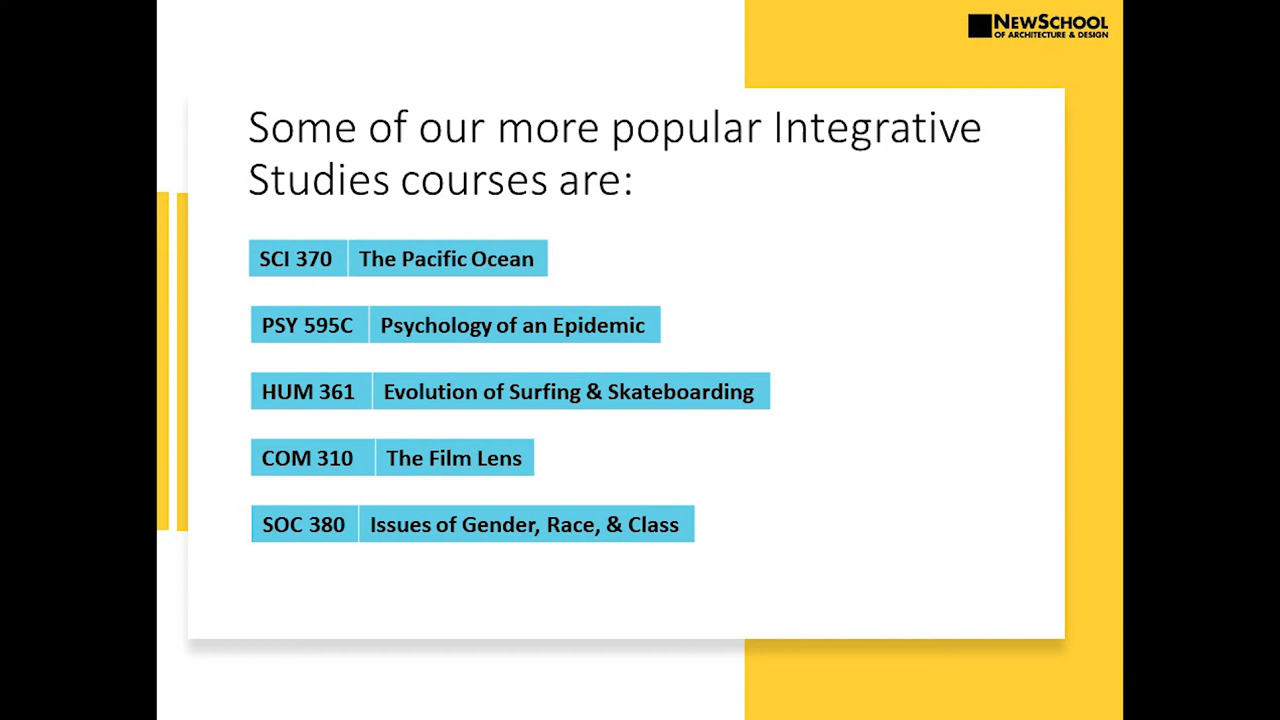 NEWSCHOOL
OF ARCHITECTURE & DESIGN
Some of our more popular Integrative
Studies courses are:
SCI 370 The Pacific Ocean
PSY 595C Psychology of an Epidemic
HUM 361 Evolution of Surfing & Skateboarding
COM 310 The Film Lens
SOC 380 Issues of Gender, Race, & Class